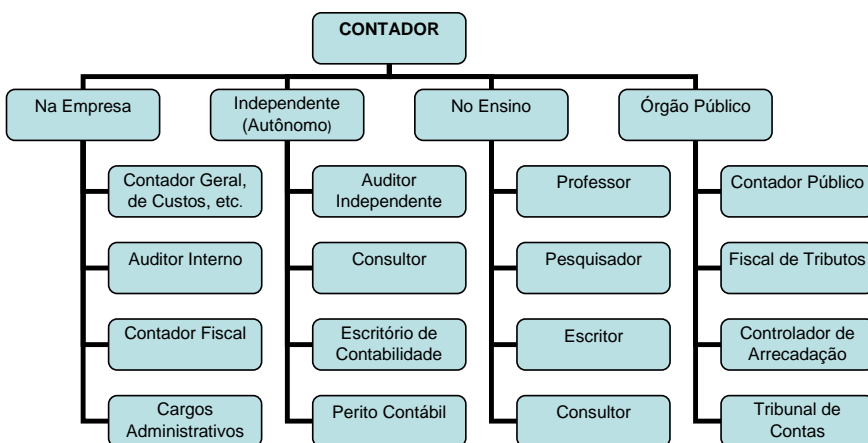 CONTADOR
Na Empresa
Independente
(Autônomo)
No Ensino
Órgão Público
Contador Geral,
de Custos, etc.
Auditor
Independente
Professor
Contador Público
Auditor Interno
Consultor
Pesquisador
Fiscal de Tributos
Contador Fiscal
Escritório de
Contabilidade
Escritor
Controlador de
Arrecadação
Cargos
Administrativos
Perito Contábil
Consultor
Tribunal de
Contas